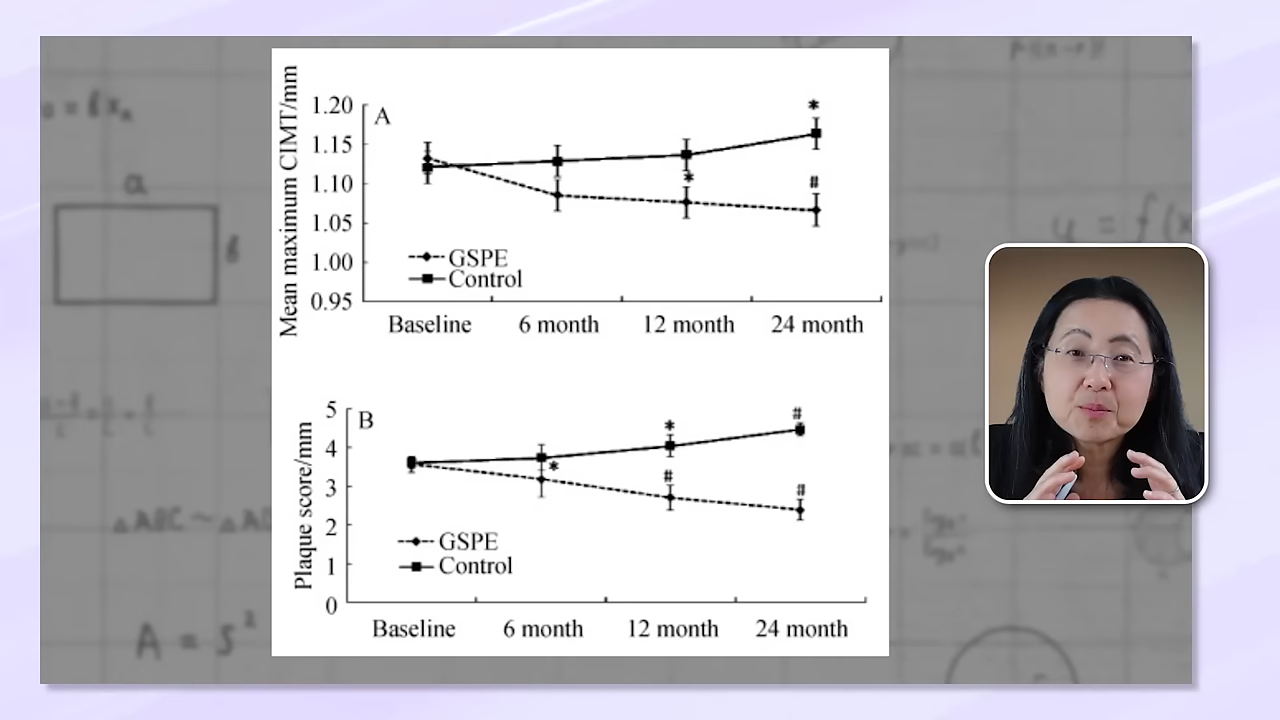 Mean maximum CIMT/mm
A
1.20
1.15
1.10
1.05
1.00
0.95
*
*
#
GSPE
Control
Baseline 6 month 12 month 24 month
Plaque score/mm
B
5
4
3
2
1
0
*
*
#
#
#
GSPE
Control
Baseline 6 month 12 month 24 month
a
A = S²